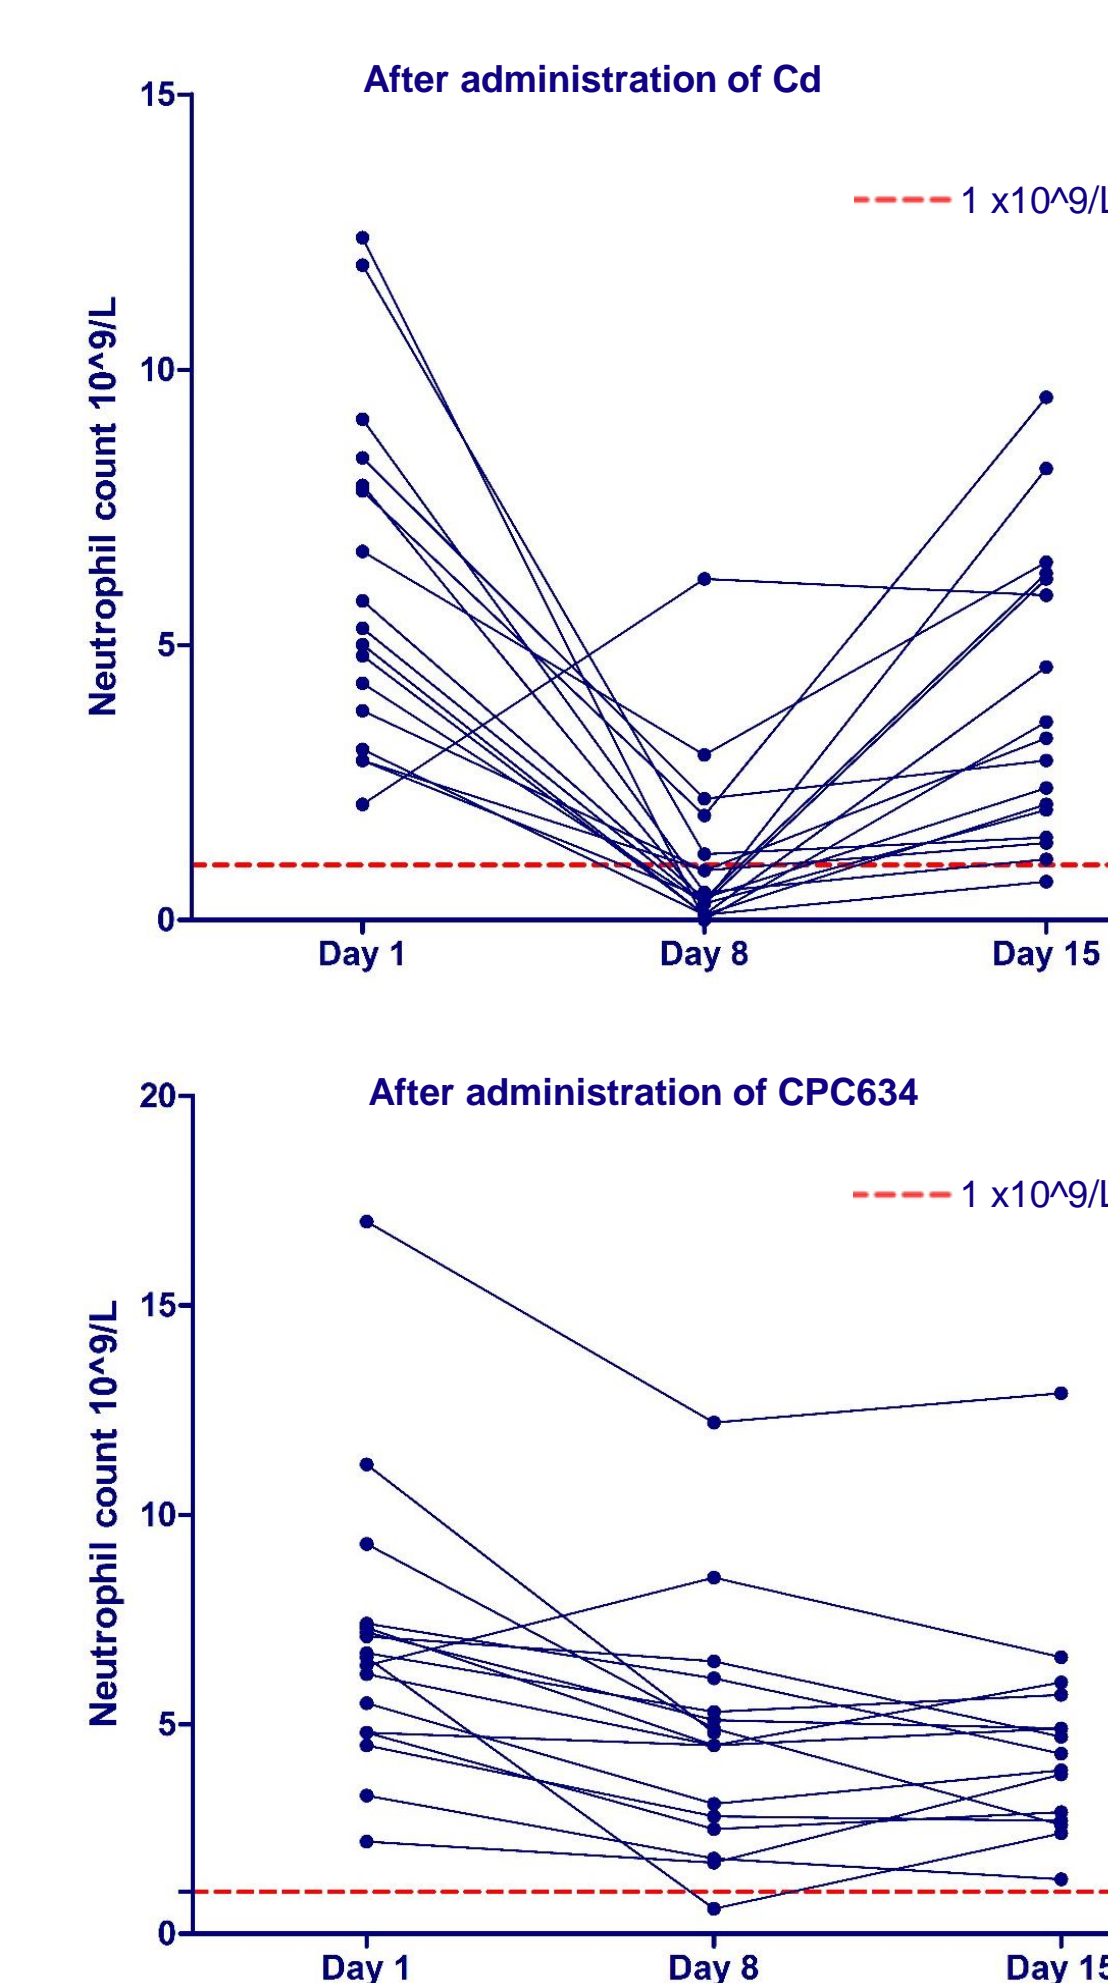 After administration of Cd
15
1 x10^9/L
10
Neutrophil count 10^9/L
5
0
Day 1 Day 8 Day 15
After administration of CPC634
20
1 x10^9/L
15
Neutrophil count 10^9/L
10
5
0
Day 1 Day 8 Day 15